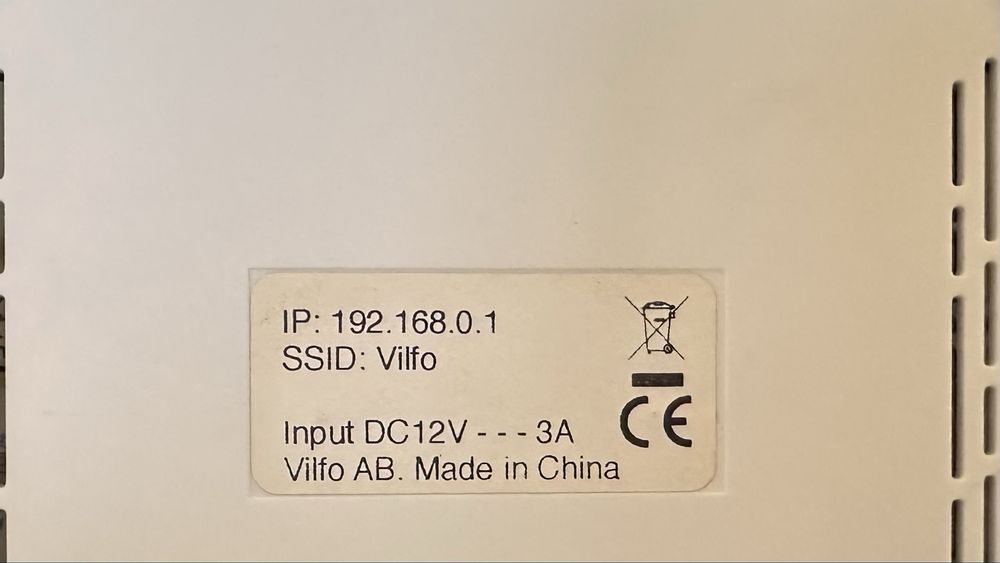 IP: 192.168.0.1
SSID: Vilfo
Input DC12V - - - 3A
Vilfo AB. Made in China
CE